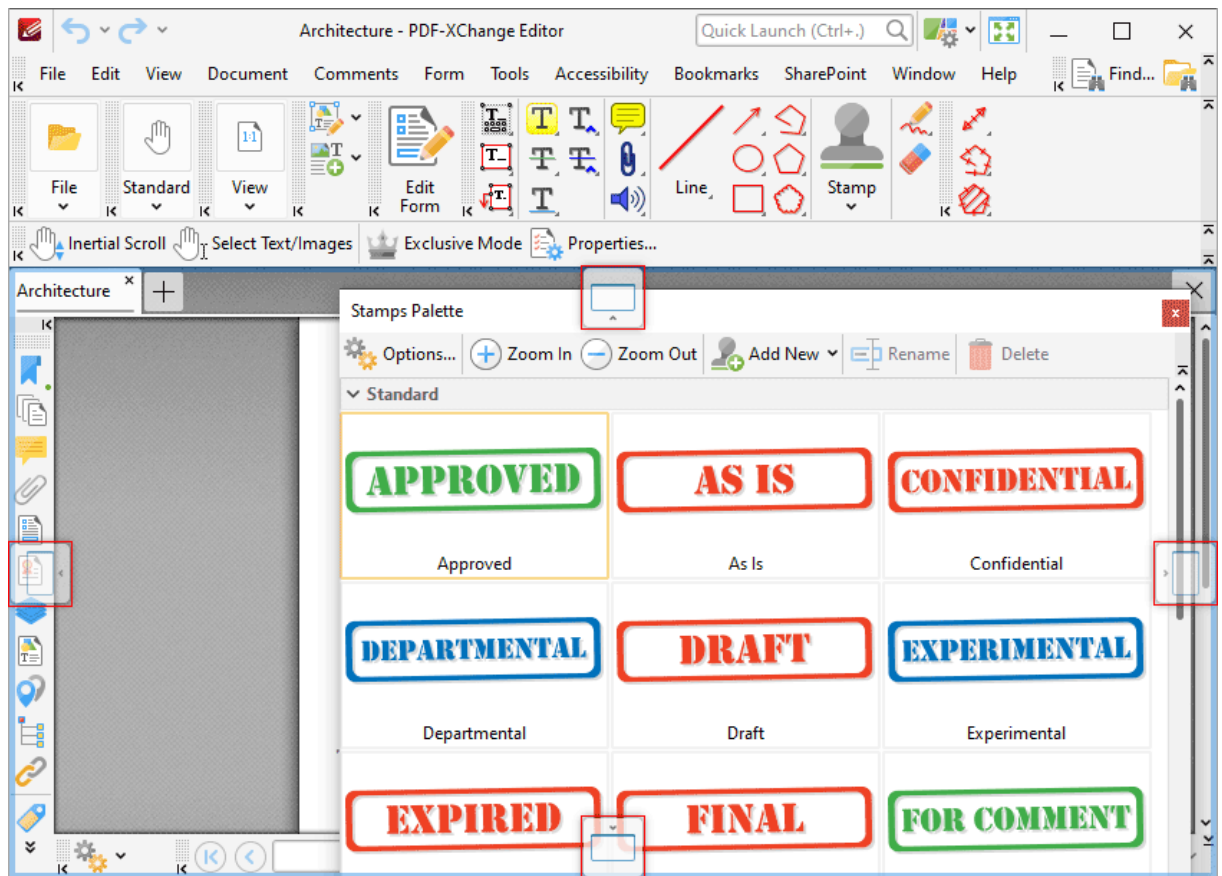 Architecture - PDF-XChange Editor
Quick Launch (Ctrl+.)
File Edit View Document Comments Form Tools Accessibility Bookmarks SharePoint Window Help
Find...
1:1
File
Standard
View
Edit Form
Line
Stamp
Inertial Scroll
Select Text/Images
Exclusive Mode
Properties...
Architecture
Stamps Palette
Options... Zoom In Zoom Out Add New Rename Delete
Standard
APPROVED AS IS CONFIDENTIAL
Approved As Is Confidential
DEPARTMENTAL DRAFT EXPERIMENTAL
Departmental Draft Experimental
EXPIRED FINAL FOR COMMENT